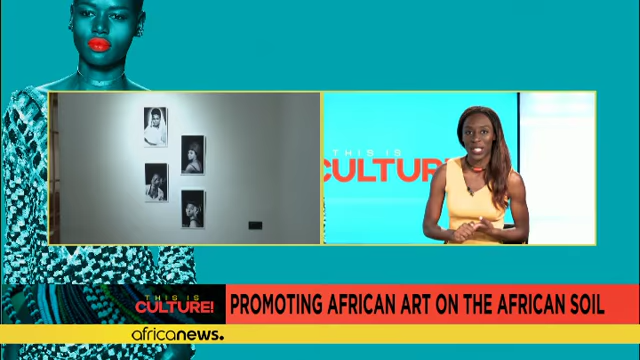 THIS IS
CULTURE!
THIS IS
CULTURE!
PROMOTING AFRICAN ART ON THE AFRICAN SOIL
africanews.